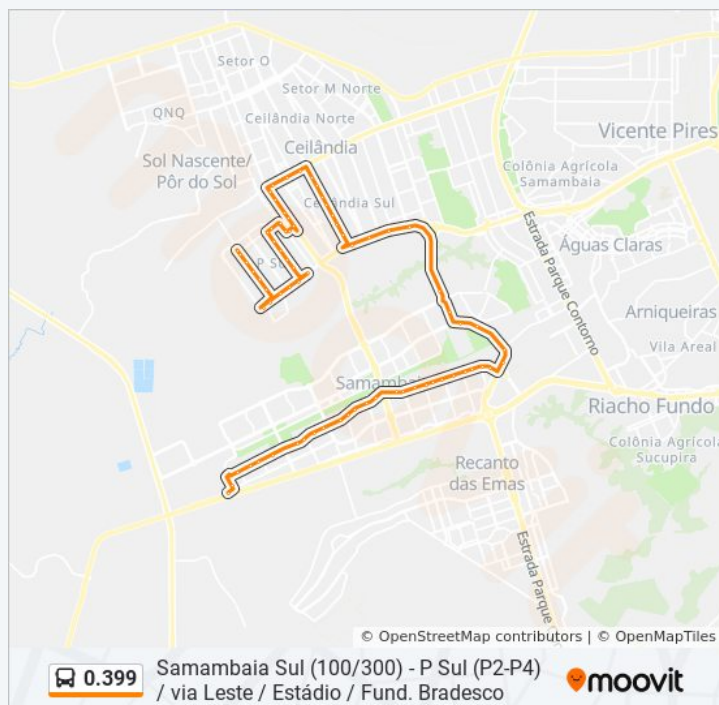 Setor O
Setor M Norte
QNQ
Ceilândia Norte
Vicente Pires
Ceilândia
Sol Nascente/
Pôr do Sol
Colônia Agrícola
Samambaia
Ceilândia Sul
Estrada Parque Contorno
Águas Claras
P Sul
Arniqueiras
Vila Areal
Samambaia
Riacho Fundo
Colônia Agrícola
Sucupira
Recanto
das Emas
Estrada Parque
© OpenStreetMap contributors | © OpenMapTiles
0.399
Samambaia Sul (100/300) - P Sul (P2-P4)
/ via Leste / Estádio / Fund. Bradesco
moovit